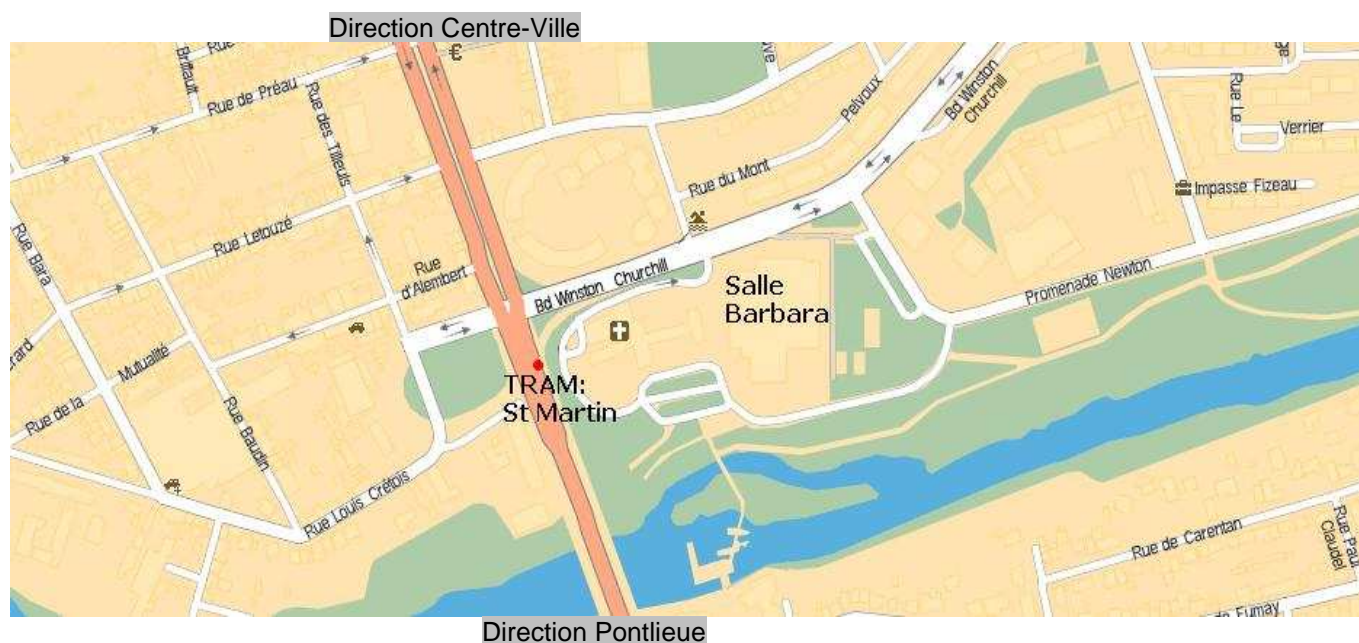 Direction Centre-Ville
Briffault
€
Rue de Préau
Rue des Tilleuls
Pelvoux
Bd Winston
Churchill
Rue Le
Verrier
Impasse Fizeau
Rue du Mont
Rue Letouzé
Rue Bara
Rue
d'Alembert
Bd Winston Churchill
Salle
Barbara
Promenade Newton
Mutualité
Rue de la
TRAM:
St Martin
Rue Baudin
Rue Louis Crétois
Rue de Carentan
Rue Paul
Claudel
Direction Pontlieue